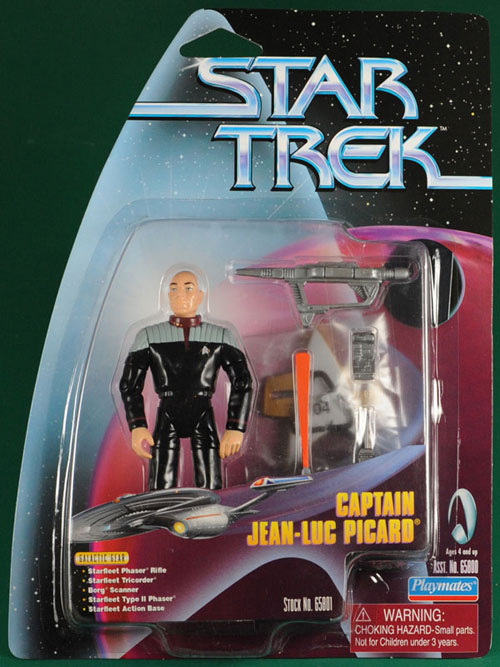 STAR
TREK™
04
CAPTAIN
JEAN-LUC PICARD®
GALACTIC GEAR
• Starfleet Phaser® Rifle
• Starfleet Tricorder®
• Borg® Scanner
• Starfleet Type II Phaser®
• Starfleet Action Base
STOCK NO. 65001
Ages 4 and up
ASST. NO. 65000
Playmates®
WARNING:
CHOKING HAZARD-Small parts.
Not for Children under 3 years.